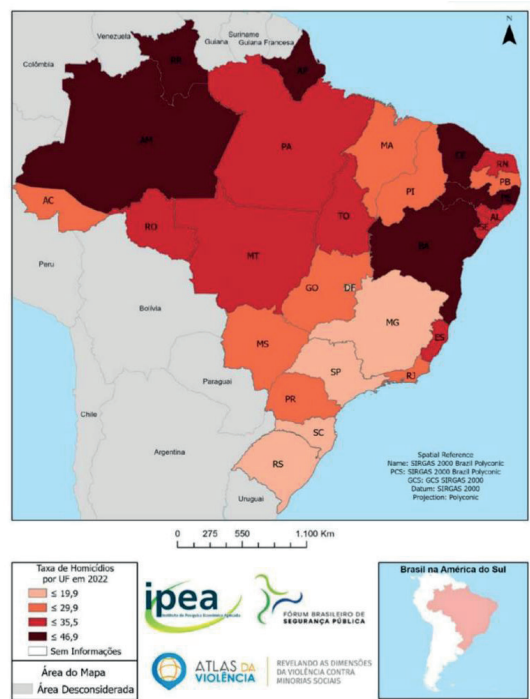 N
Venezuela
Suriname
Guiana
Guiana Francesa
Colômbia
RR
AP
AM
PA
MA
CE
RN
PB
PE
PI
AL
SE
AC
RO
TO
BA
MT
Peru
GO
DF
Bolívia
MG
ES
MS
SP
RJ
Paraguai
PR
Chile
SC
Argentina
RS
Uruguai
Spatial Reference
Name: SIRGAS 2000 Brazil Polyconic
PCS: SIRGAS 2000 Brazil Polyconic
GCS: GCS SIRGAS 2000
Datum: SIRGAS 2000
Projection: Polyconic
0 275 550 1.100 Km
Taxa de Homicídios
por UF em 2022
≤ 19,9
≤ 29,9
≤ 35,5
≤ 46,9
Sem Informações
Área do Mapa
Área Desconsiderada
ipea
Instituto de Pesquisa Econômica Aplicada
FÓRUM BRASILEIRO DE
SEGURANÇA PÚBLICA
ATLAS DA
VIOLÊNCIA
REVELANDO AS DIMENSÕES
DA VIOLÊNCIA CONTRA
MINORIAS SOCIAIS
Brasil na América do Sul